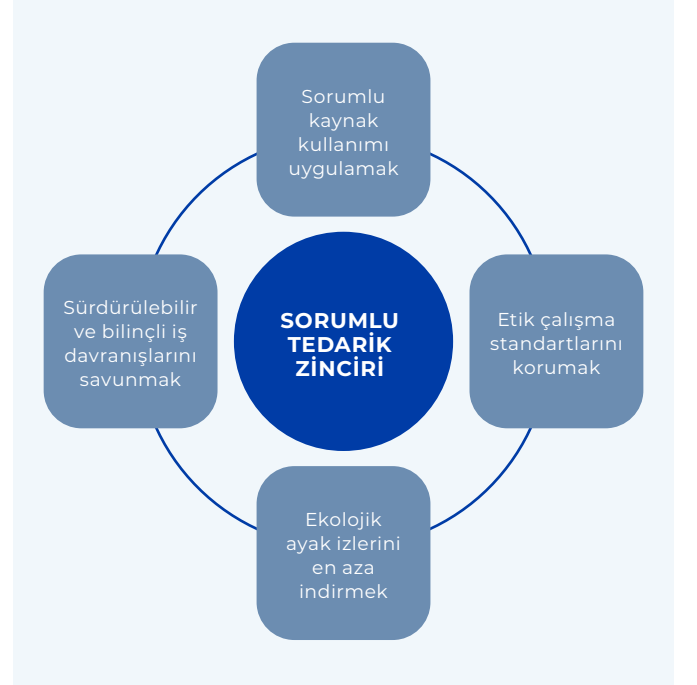 Sorumlu
kaynak
kullanımı
uygulamak
Sürdürülebilir
ve bilinçli iş
davranışlarını
savunmak
SORUMLU
TEDARİK
ZİNCİRİ
Etik çalışma
standartlarını
korumak
Ekolojik
ayak izlerini
en aza
indirmek